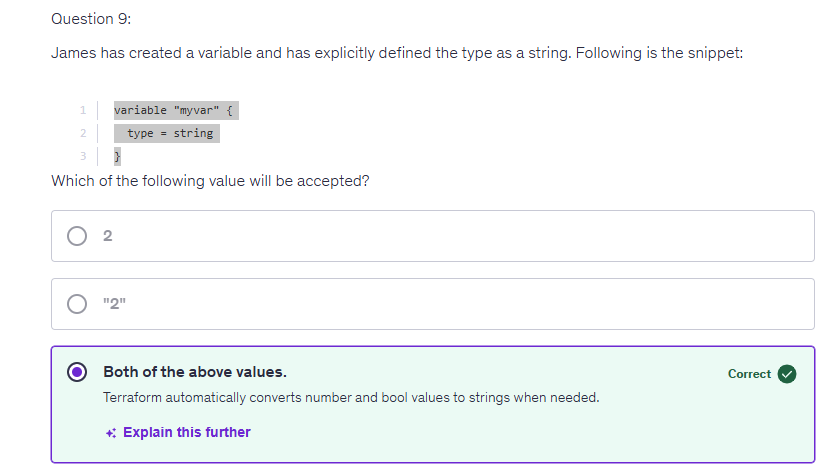 Question 9:
James has created a variable and has explicitly defined the type as a string. Following is the snippet:
1 variable "myvar" {
2 type = string
3 }
Which of the following value will be accepted?
2
"2"
Both of the above values.
Correct
Terraform automatically converts number and bool values to strings when needed.
Explain this further